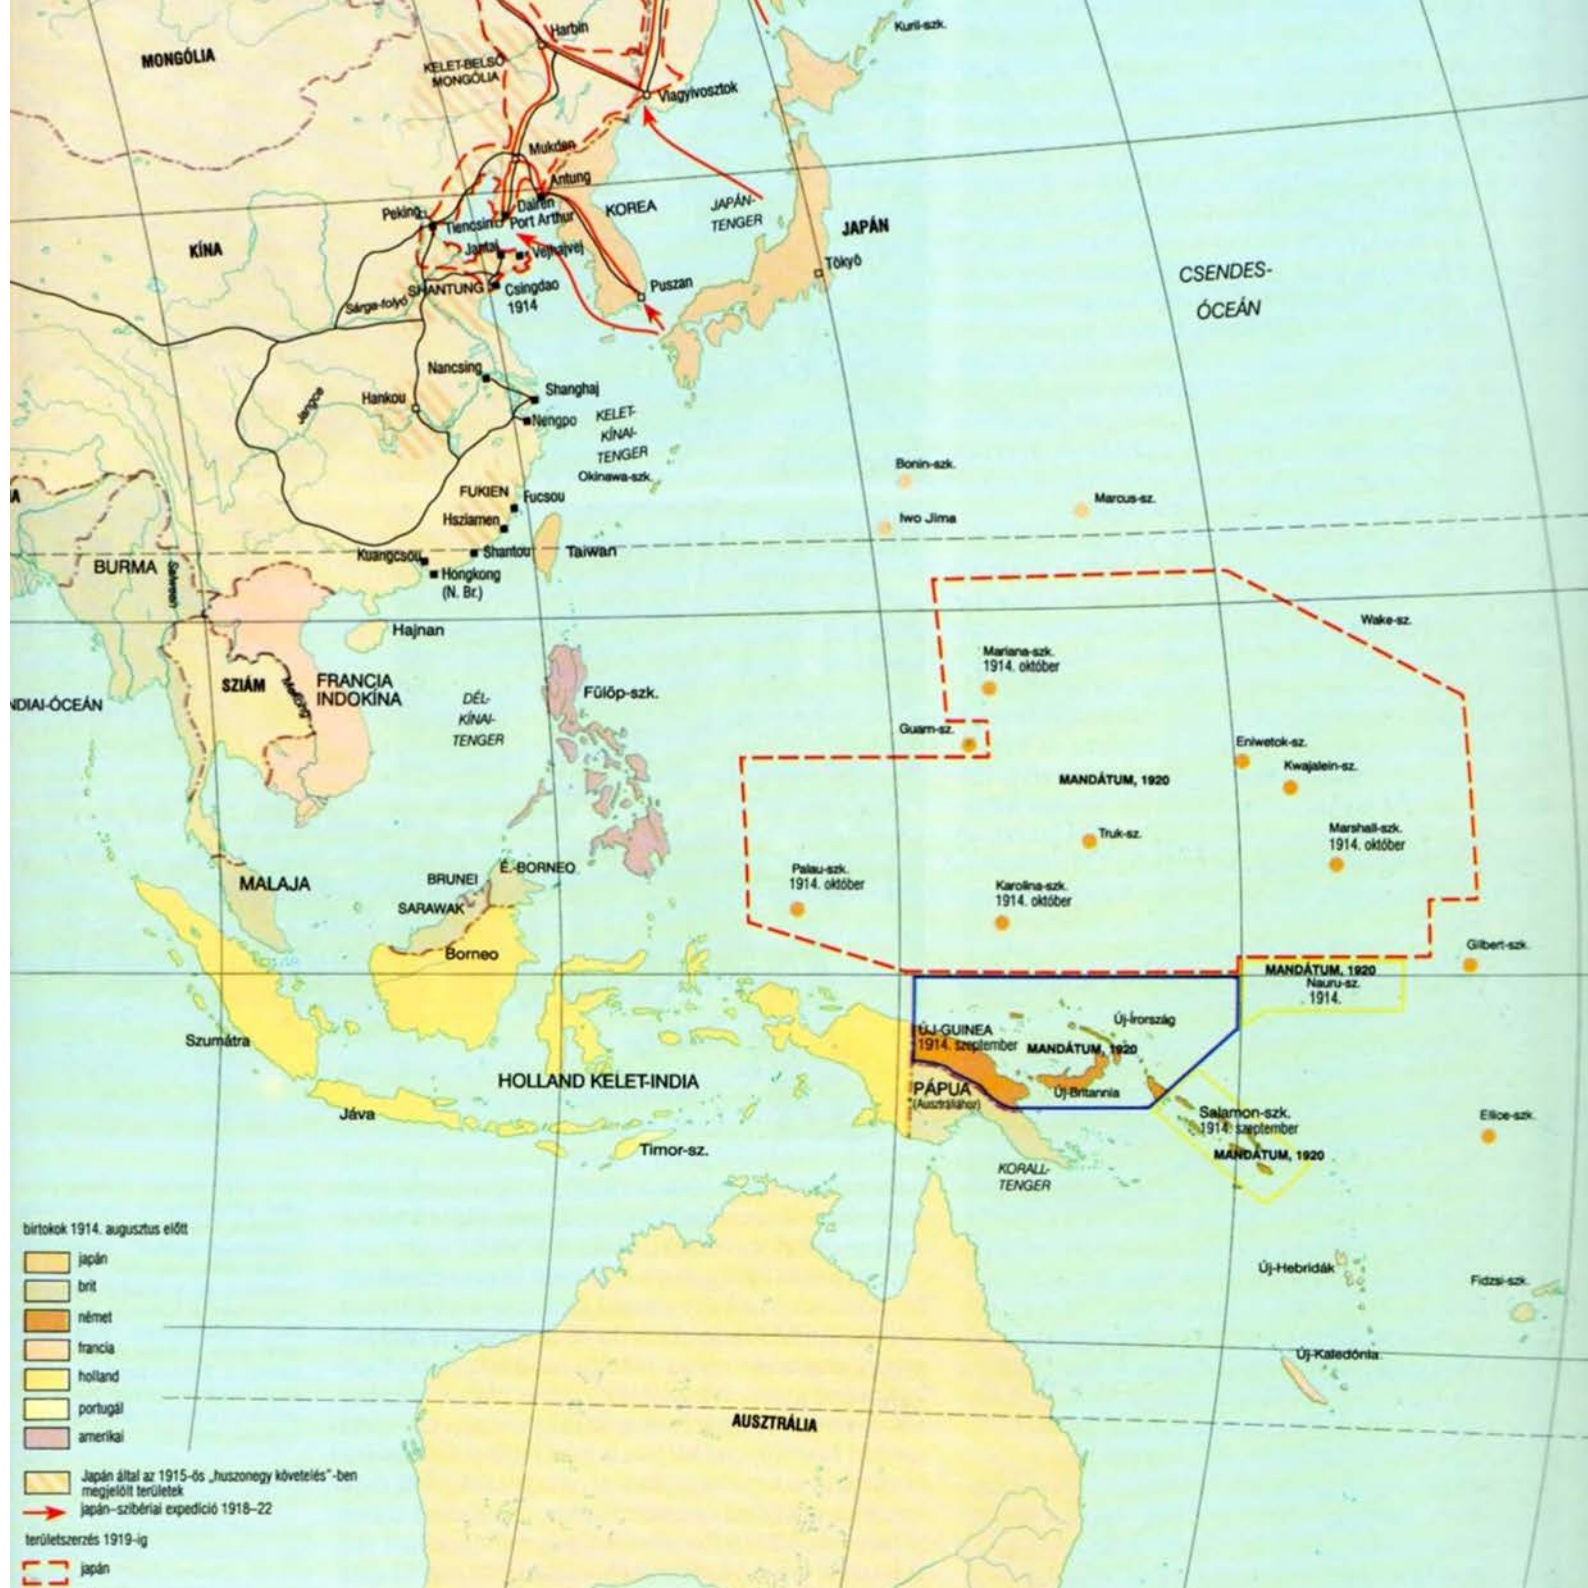 Harbin
Kuril-szk.
MONGÓLIA
KELET-BELSŐ
MONGÓLIA
Vlagyivosztok
Mukden
Antung
Peking
Dairen
Tiencsin
Port Arthur
KOREA
JAPÁN-
TENGER
JAPÁN
KÍNA
Jantaj
Vejhajvej
Tōkyō
CSENDES-
ÓCEÁN
SHANTUNG
Csingdao
1914
Puszan
Sárga-folyó
Nancsing
Shanghaj
Jangce
Hankou
Nengpo
KELET-
KÍNAI-
TENGER
Okinawa-szk.
Bonin-szk.
Marcus-sz.
Iwo Jima
FUKIEN
Fucsou
Hsziamen
Kuangcsou
Shantou
Taiwan
A
BURMA
Salween
Hongkong
(N. Br.)
Hajnan
Wake-sz.
Mariana-szk.
1914. október
SZIÁM
Mekong
FRANCIA
INDOKÍNA
NDIAI-ÓCEÁN
DÉL-
KÍNAI-
TENGER
Fülöp-szk.
Guam-sz.
Eniwetok-sz.
Kwajalein-sz.
MANDÁTUM, 1920
Truk-sz.
Marshall-szk.
1914. október
Palau-szk.
1914. október
Karolina-szk.
1914. október
MALAJA
BRUNEI
É.-BORNEO
SARAWAK
Borneo
Gilbert-szk.
MANDÁTUM, 1920
Nauru-sz.
1914.
Szumátra
ÚJ-GUINEA
1914. szeptember
Új-Írország
MANDÁTUM, 1920
HOLLAND KELET-INDIA
PÁPUA
(Ausztráliához)
Új-Britannia
Jáva
Salamon-szk.
1914. szeptember
Ellice-szk.
Timor-sz.
MANDÁTUM, 1920
KORALL-
TENGER
Új-Hebridák
Fidzsi-szk.
Új-Kaledónia
AUSZTRÁLIA
birtokok 1914. augusztus előtt
japán
brit
német
francia
holland
portugál
amerikai
Japán által az 1915-ös „huszonegy követelés”-ben
megjelölt területek
japán–szibériai expedíció 1918–22
területszerzés 1919-ig
japán